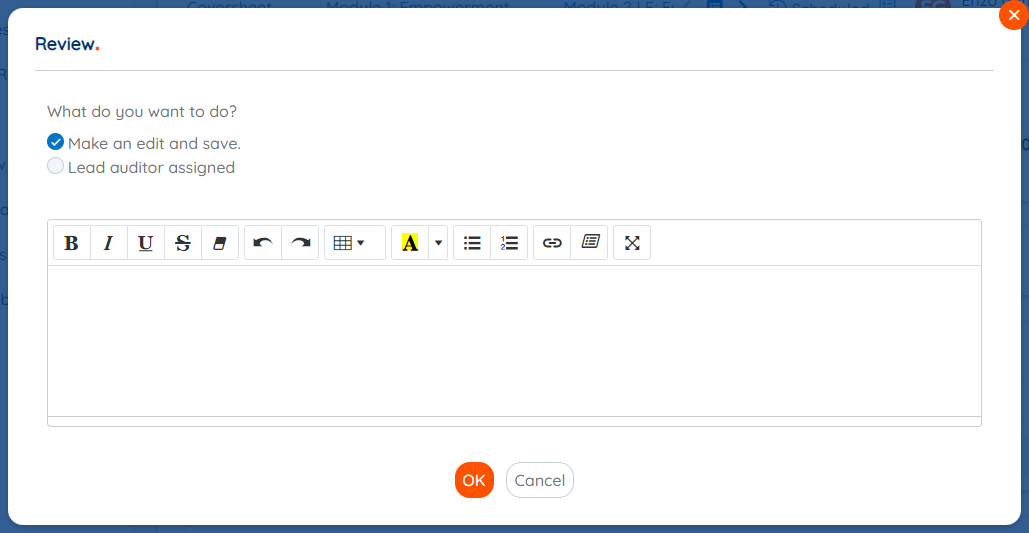 Review.
What do you want to do?
Make an edit and save.
Lead auditor assigned
B I U S A
OK Cancel